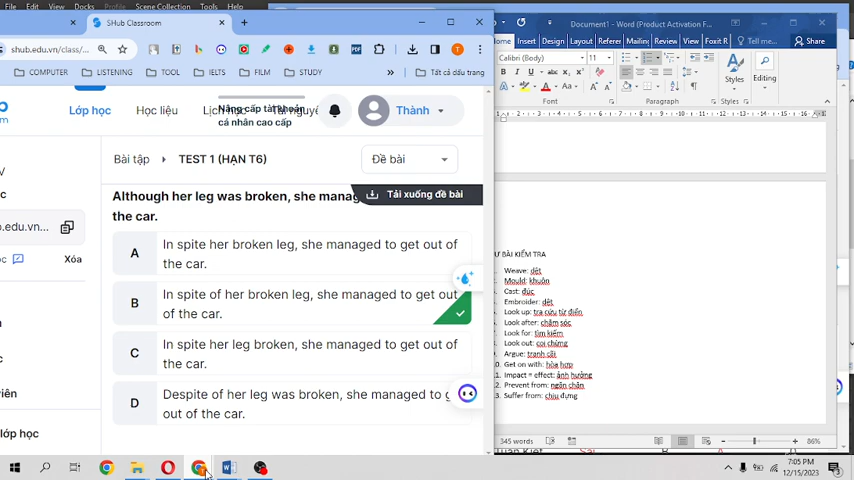 File Edit View Docks Profile Scene Collection Tools Help
SHub Classroom
shub.edu.vn/class/...
COMPUTER LISTENING TOOL IELTS FILM STUDY » Tất cả dấu trang
Lớp học Học liệu Thành
Nâng cấp tài khoản
cá nhân cao cấp
Bài tập TEST 1 (HẠN T6) Đề bài
Tải xuống đề bài
Although her leg was broken, she
the car.
A In spite her broken leg, she managed to get out of
the car.
B In spite of her broken leg, she managed to get out
of the car.
C In spite her leg broken, she managed to get out of
the car.
D Despite of her leg was broken, she managed to
out of the car.
Xóa
lớp học
Document1 - Word (Product Activation F...
Insert Design Layout Referer Mailing Review View Foxit R Tell me... Share
Calibri (Body) 11
Font Paragraph Styles
Styles Editing
BÀI KIỂM TRA
Weave: dệt
Mould: khuôn
Cast: đúc
Embroider: dệt
Look up: tra cứu từ điển
Look after: chăm sóc
Look for: tìm kiếm
Look out: coi chừng
Argue: tranh cãi
Get on with: hòa hợp
Impact = effect: ảnh hưởng
Prevent from: ngăn chặn
Suffer from: chịu đựng
345 words 86%
7:05 PM
12/15/2023